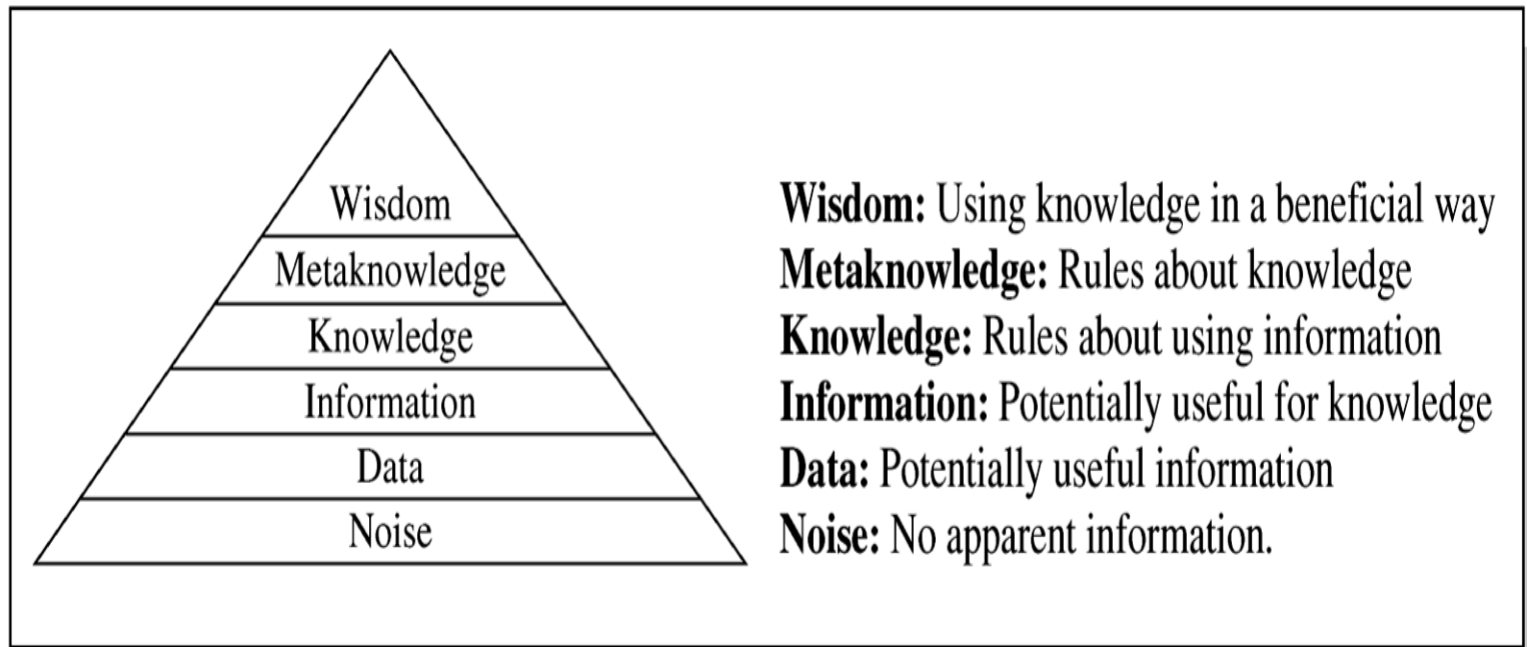 Wisdom
Metaknowledge
Knowledge
Information
Data
Noise
Wisdom: Using knowledge in a beneficial way
Metaknowledge: Rules about knowledge
Knowledge: Rules about using information
Information: Potentially useful for knowledge
Data: Potentially useful information
Noise: No apparent information.